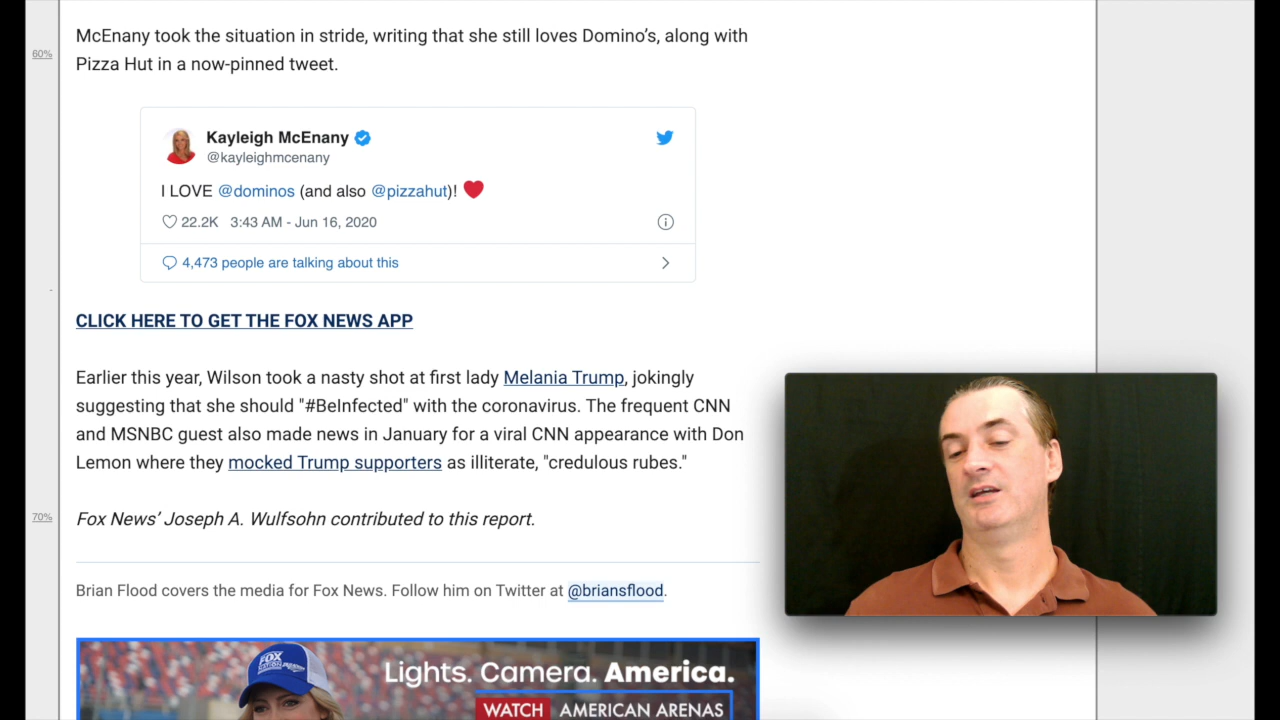 McEnany took the situation in stride, writing that she still loves Domino’s, along with
60%
Pizza Hut in a now-pinned tweet.
Kayleigh McEnany
@kayleighmcenany
I LOVE @dominos (and also @pizzahut)! ❤️
22.2K 3:43 AM - Jun 16, 2020
4,473 people are talking about this
CLICK HERE TO GET THE FOX NEWS APP
Earlier this year, Wilson took a nasty shot at first lady Melania Trump, jokingly
suggesting that she should "#BeInfected" with the coronavirus. The frequent CNN
and MSNBC guest also made news in January for a viral CNN appearance with Don
Lemon where they mocked Trump supporters as illiterate, "credulous rubes."
70%
Fox News’ Joseph A. Wulfsohn contributed to this report.
Brian Flood covers the media for Fox News. Follow him on Twitter at @briansflood.
FOX
NATION
Lights. Camera. America.
WATCH AMERICAN ARENAS